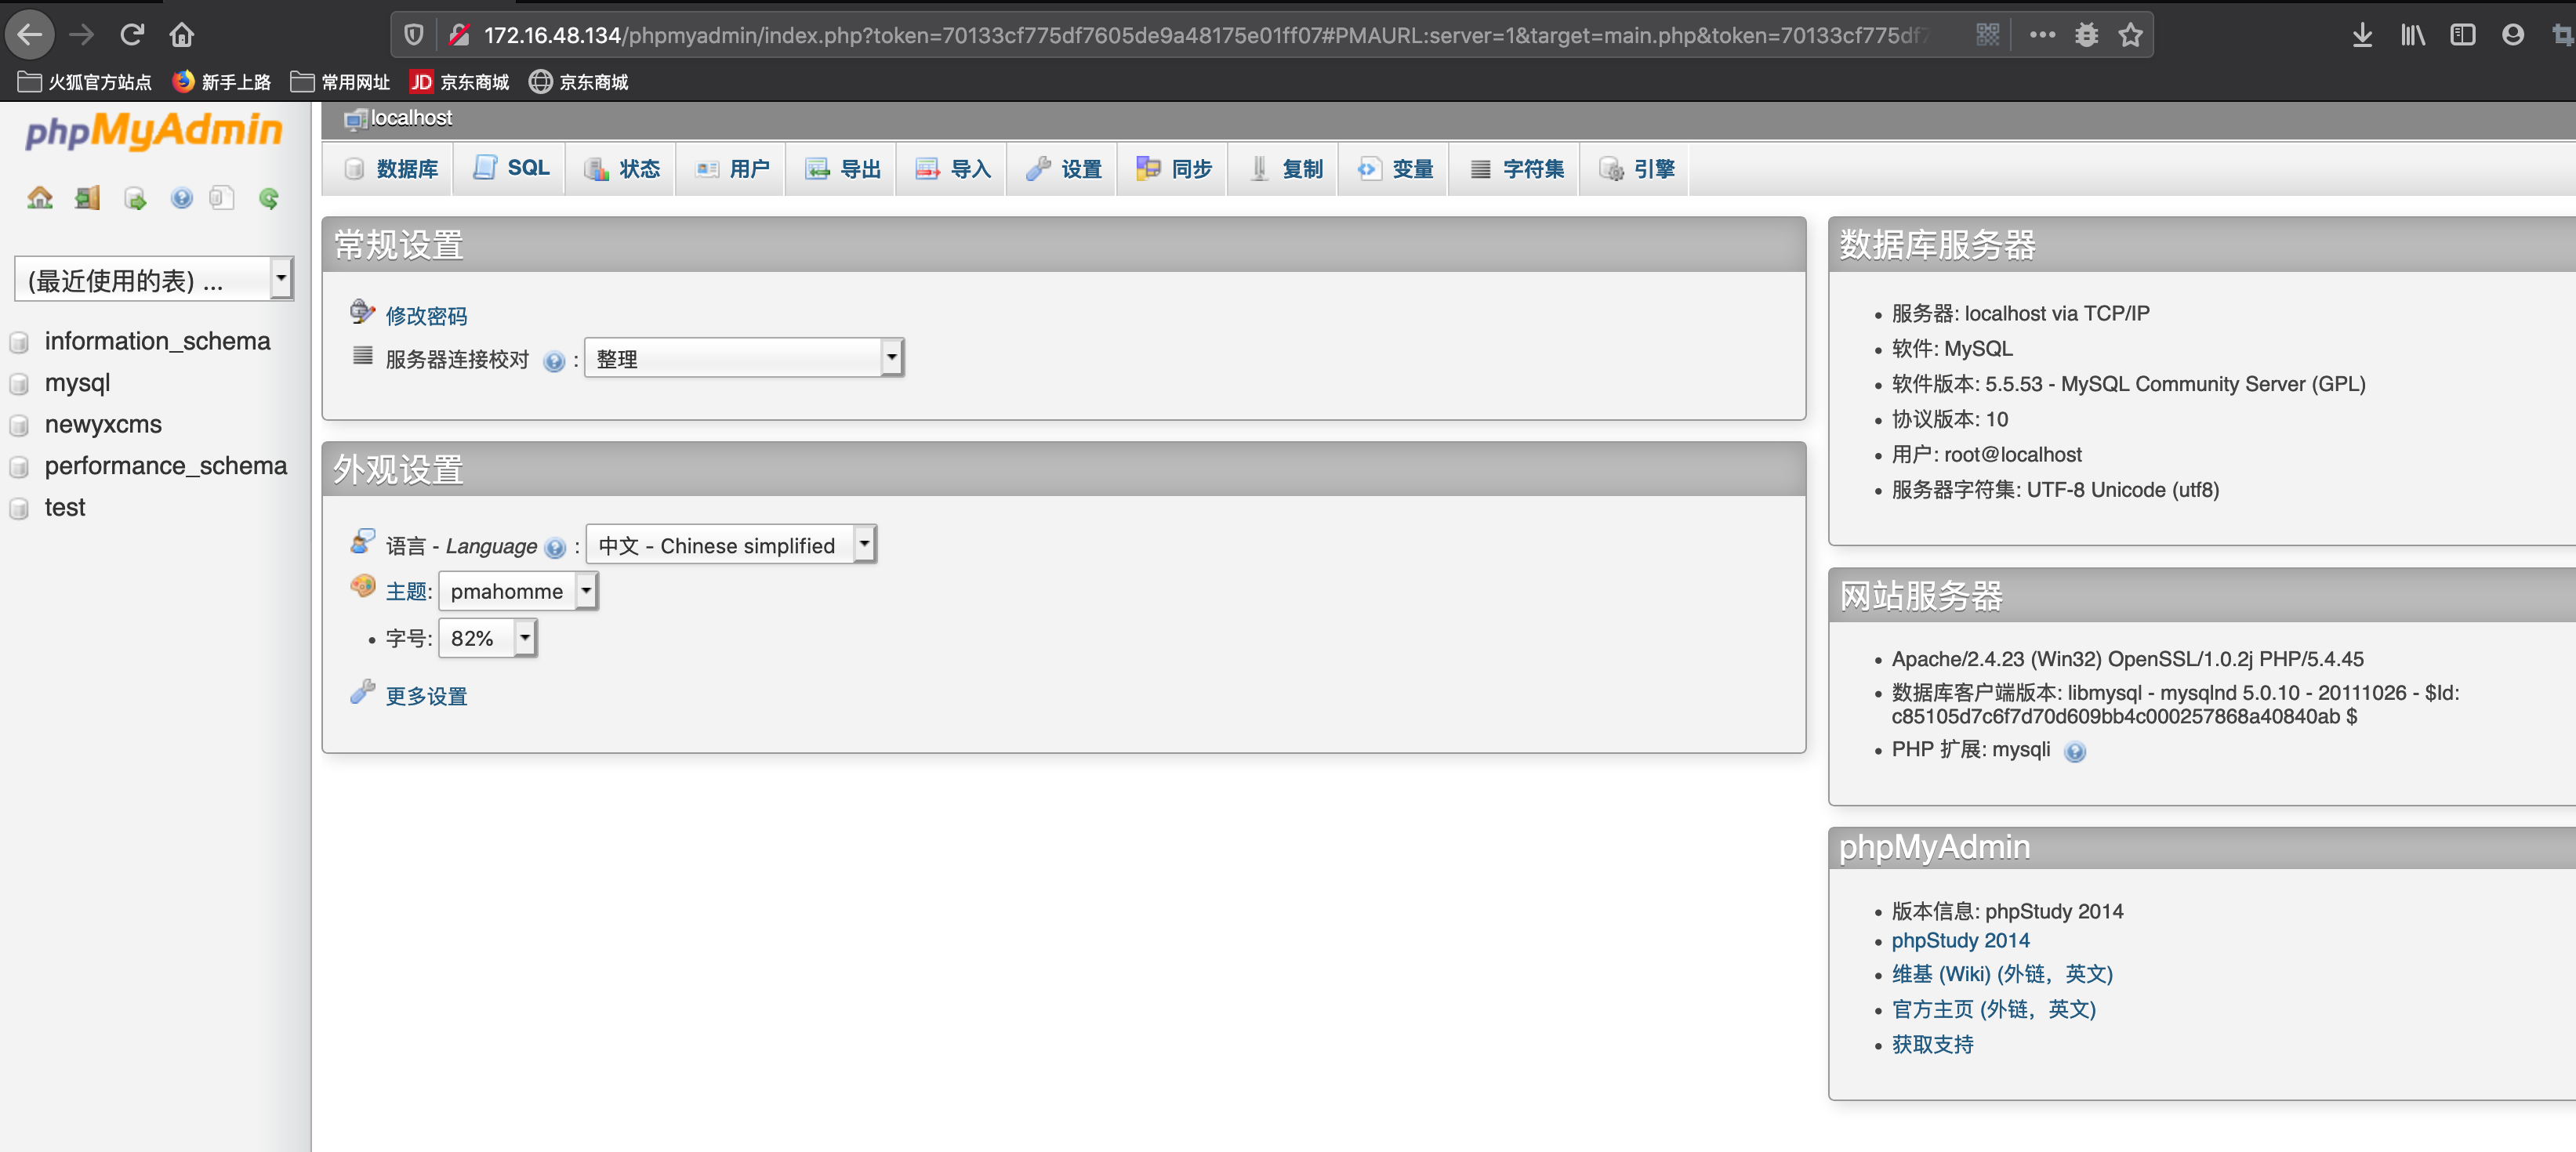 172.16.48.134/phpmyadmin/index.php?token=70133cf775df7605de9a48175e01ff07#PMAURL:server=1&target=main.php&token=70133cf775df7
火狐官方站点 新手上路 常用网址 JD 京东商城 京东商城
phpMyAdmin
(最近使用的表) ...
information_schema
mysql
newyxcms
performance_schema
test
localhost
数据库 SQL 状态 用户 导出 导入 设置 同步 复制 变量 字符集 引擎
常规设置
修改密码
服务器连接校对 : 整理
外观设置
语言 - Language : 中文 - Chinese simplified
主题: pmahomme
• 字号: 82%
更多设置
数据库服务器
• 服务器: localhost via TCP/IP
• 软件: MySQL
• 软件版本: 5.5.53 - MySQL Community Server (GPL)
• 协议版本: 10
• 用户: root@localhost
• 服务器字符集: UTF-8 Unicode (utf8)
网站服务器
• Apache/2.4.23 (Win32) OpenSSL/1.0.2j PHP/5.4.45
• 数据库客户端版本: libmysql - mysqlnd 5.0.10 - 20111026 - $Id:
c85105d7c6f7d70d609bb4c000257868a40840ab $
• PHP 扩展: mysqli
phpMyAdmin
• 版本信息: phpStudy 2014
• phpStudy 2014
• 维基 (Wiki) (外链，英文)
• 官方主页 (外链，英文)
• 获取支持